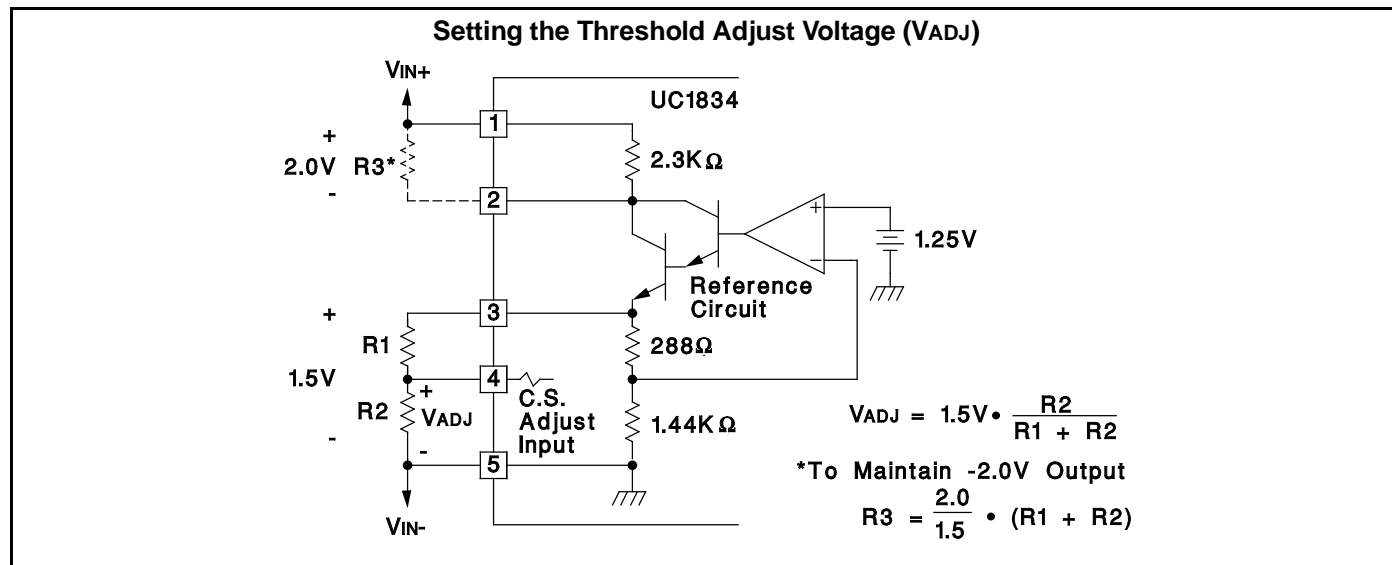 Setting the Threshold Adjust Voltage (VADJ)
VIN+
UC1834
1
+
2.3KΩ
2.0V R3*
-
2
+
1.25V
-
Reference
Circuit
3
+
R1
288Ω
1.5V
4
+
C.S.
Adjust
Input
R2
VADJ
1.44KΩ
-
-
5
VIN-
VADJ = 1.5V• R2
R1 + R2
*To Maintain -2.0V Output
R3 = 2.0
1.5 • (R1 + R2)